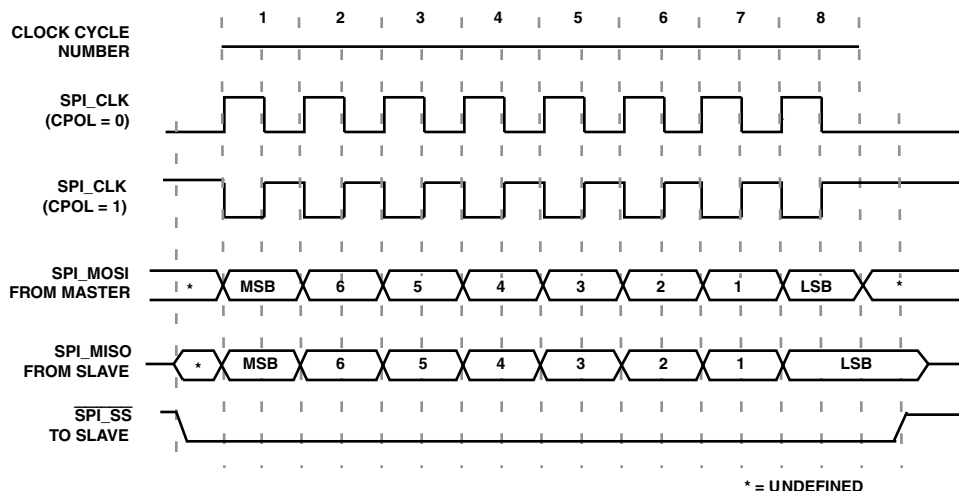 1 2 3 4 5 6 7 8
CLOCK CYCLE
NUMBER
SPI_CLK
(CPOL = 0)
SPI_CLK
(CPOL = 1)
SPI_MOSI
FROM MASTER
* MSB 6 5 4 3 2 1 LSB *
SPI_MISO
FROM SLAVE
* MSB 6 5 4 3 2 1 LSB
SPI_SS
TO SLAVE
* = UNDEFINED